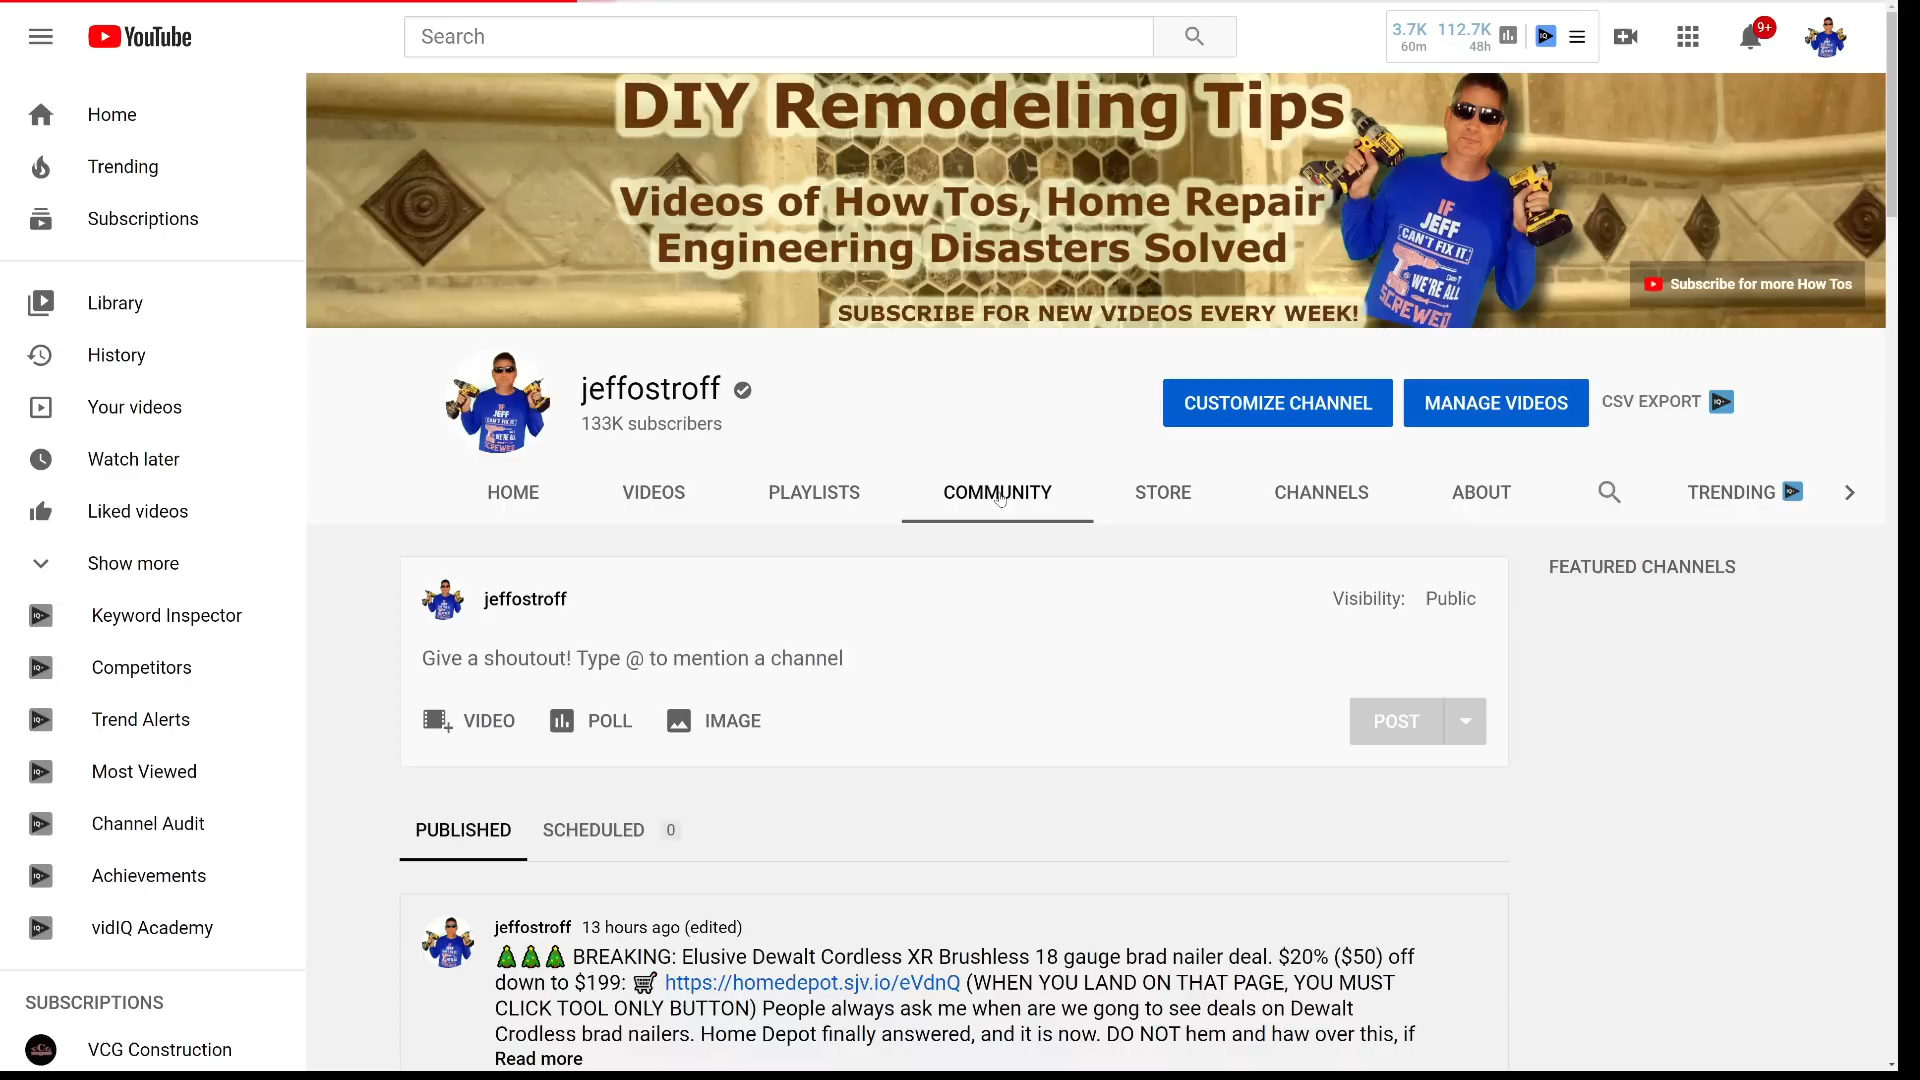 YouTube
Search
3.7K 112.7K
60m 48h
9+
Home
Trending
Subscriptions
Library
History
Your videos
Watch later
Liked videos
Show more
Keyword Inspector
Competitors
Trend Alerts
Most Viewed
Channel Audit
Achievements
vidIQ Academy
SUBSCRIPTIONS
VCG Construction
DIY Remodeling Tips
Videos of How Tos, Home Repair
Engineering Disasters Solved
SUBSCRIBE FOR NEW VIDEOS EVERY WEEK!
IF
JEFF
CAN'T FIX IT
WE'RE ALL
SCREWED
Subscribe for more How Tos
jeffostroff
133K subscribers
CUSTOMIZE CHANNEL
MANAGE VIDEOS
CSV EXPORT
HOME VIDEOS PLAYLISTS COMMUNITY STORE CHANNELS ABOUT TRENDING
jeffostroff
Visibility: Public
Give a shoutout! Type @ to mention a channel
VIDEO POLL IMAGE
POST
FEATURED CHANNELS
PUBLISHED SCHEDULED 0
jeffostroff 13 hours ago (edited)
🎄🎄🎄 BREAKING: Elusive Dewalt Cordless XR Brushless 18 gauge brad nailer deal. $20% ($50) off
down to $199: 🛒 https://homedepot.sjv.io/eVdnQ (WHEN YOU LAND ON THAT PAGE, YOU MUST
CLICK TOOL ONLY BUTTON) People always ask me when are we gong to see deals on Dewalt
Crodless brad nailers. Home Depot finally answered, and it is now. DO NOT hem and haw over this, if
Read more